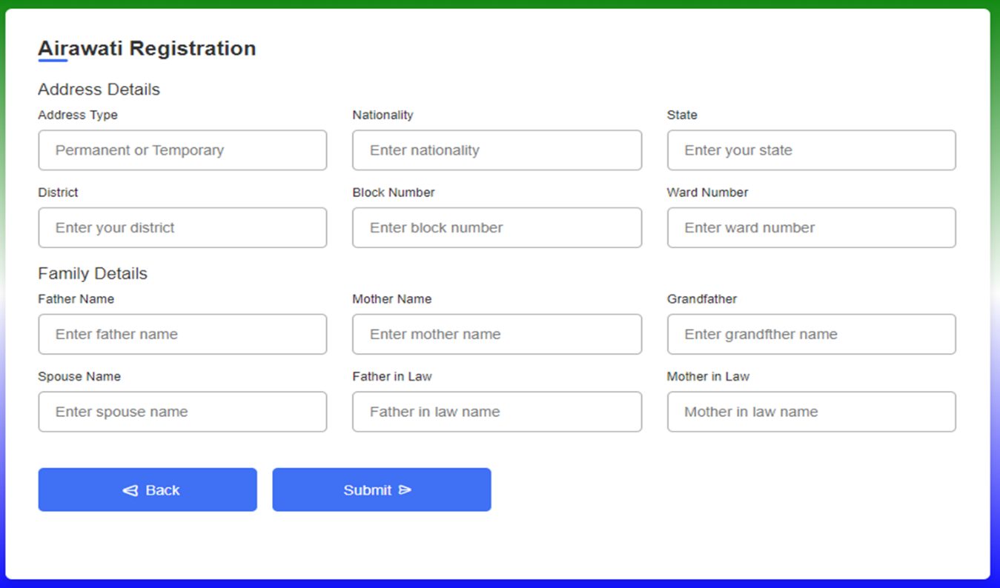 Airawati Registration
Address Details
Address Type Nationality State
Permanent or Temporary Enter nationality Enter your state
District Block Number Ward Number
Enter your district Enter block number Enter ward number
Family Details
Father Name Mother Name Grandfather
Enter father name Enter mother name Enter grandfther name
Spouse Name Father in Law Mother in Law
Enter spouse name Father in law name Mother in law name
Back Submit